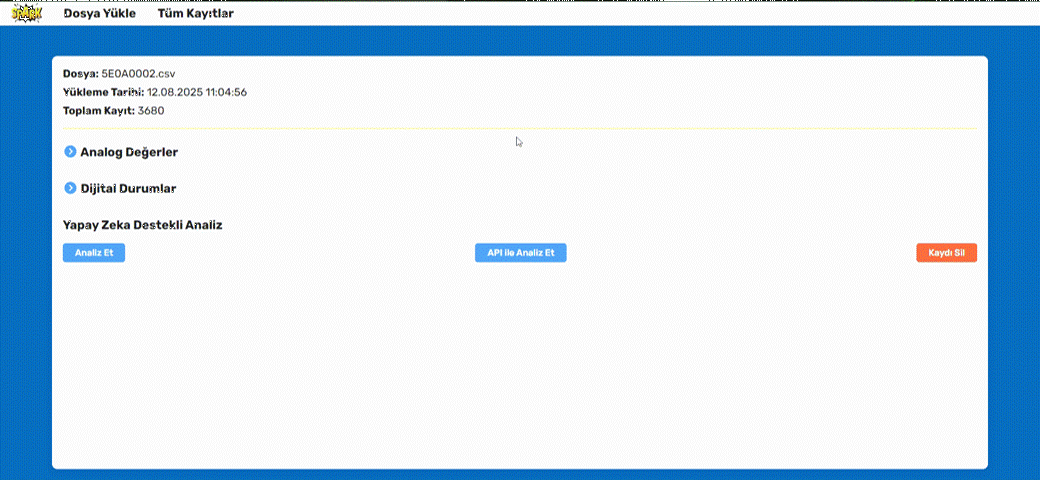 SPARK Dosya Yükle Tüm Kayıtlar
Dosya: 5E0A0002.csv
Yükleme Tarihi: 12.08.2025 11:04:56
Toplam Kayıt: 3680
Analog Değerler
Dijital Durumlar
Yapay Zeka Destekli Analiz
Analiz Et API ile Analiz Et Kaydı Sil